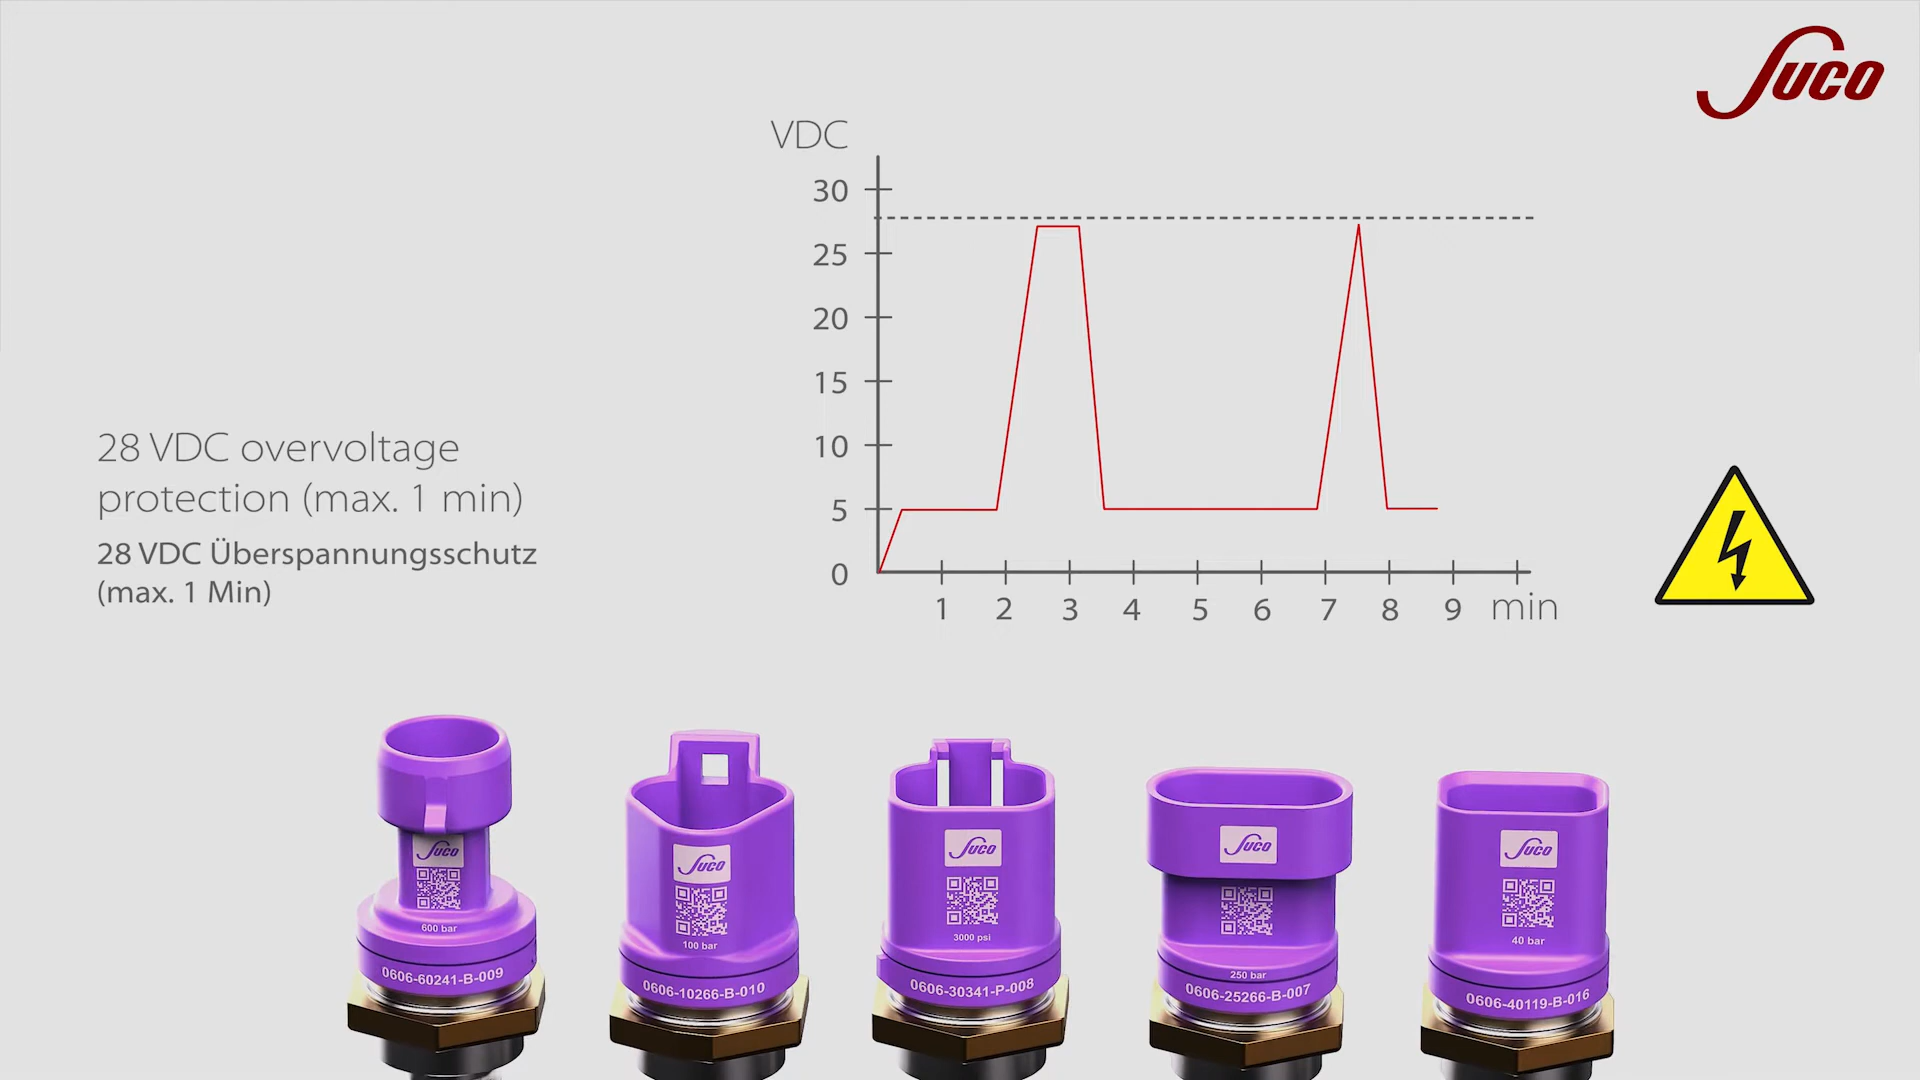 Suco
VDC
30
25
20
15
10
5
0
1 2 3 4 5 6 7 8 9 min
28 VDC overvoltage
protection (max. 1 min)
28 VDC Überspannungsschutz
(max. 1 Min)
Suco
600 bar
0606-60241-B-009
Suco
100 bar
0606-10266-B-010
Suco
3000 psi
0606-30341-P-008
Suco
250 bar
0606-25266-B-007
Suco
40 bar
0606-40119-B-016